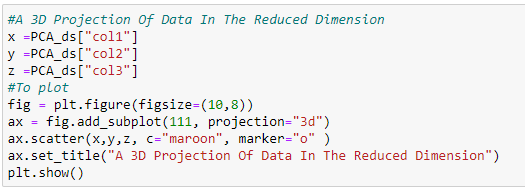 #A 3D Projection Of Data In The Reduced Dimension
x =PCA_ds["col1"]
y =PCA_ds["col2"]
z =PCA_ds["col3"]
#To plot
fig = plt.figure(figsize=(10,8))
ax = fig.add_subplot(111, projection="3d")
ax.scatter(x,y,z, c="maroon", marker="o" )
ax.set_title("A 3D Projection Of Data In The Reduced Dimension")
plt.show()